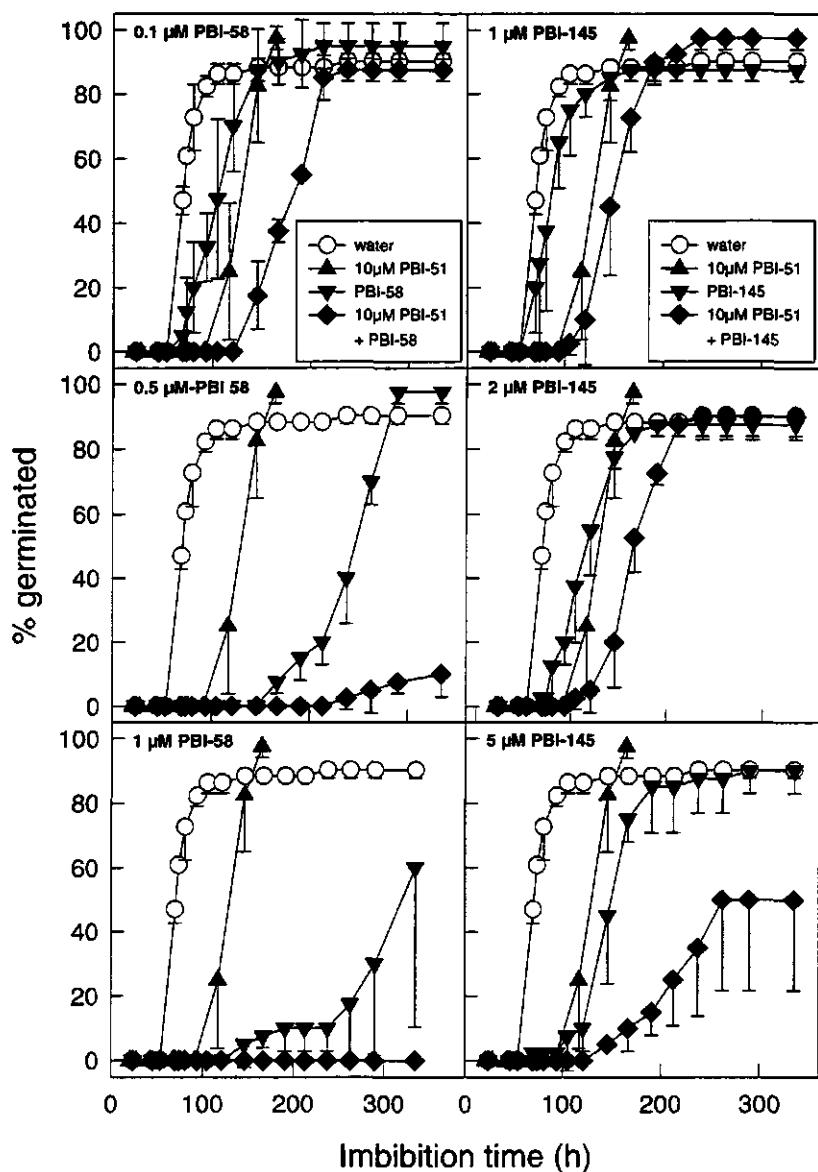 0.1 µM PBI-58
1 µM PBI-145
100
80
60
40
20
0
water
10µM PBI-51
PBI-58
10µM PBI-51
+ PBI-58
water
10µM PBI-51
PBI-145
10µM PBI-51
+ PBI-145
0.5 µM-PBI 58
2 µM PBI-145
100
80
60
40
20
0
% germinated
1 µM PBI-58
5 µM PBI-145
100
80
60
40
20
0
0 100 200 300 0 100 200 300
Imbibition time (h)